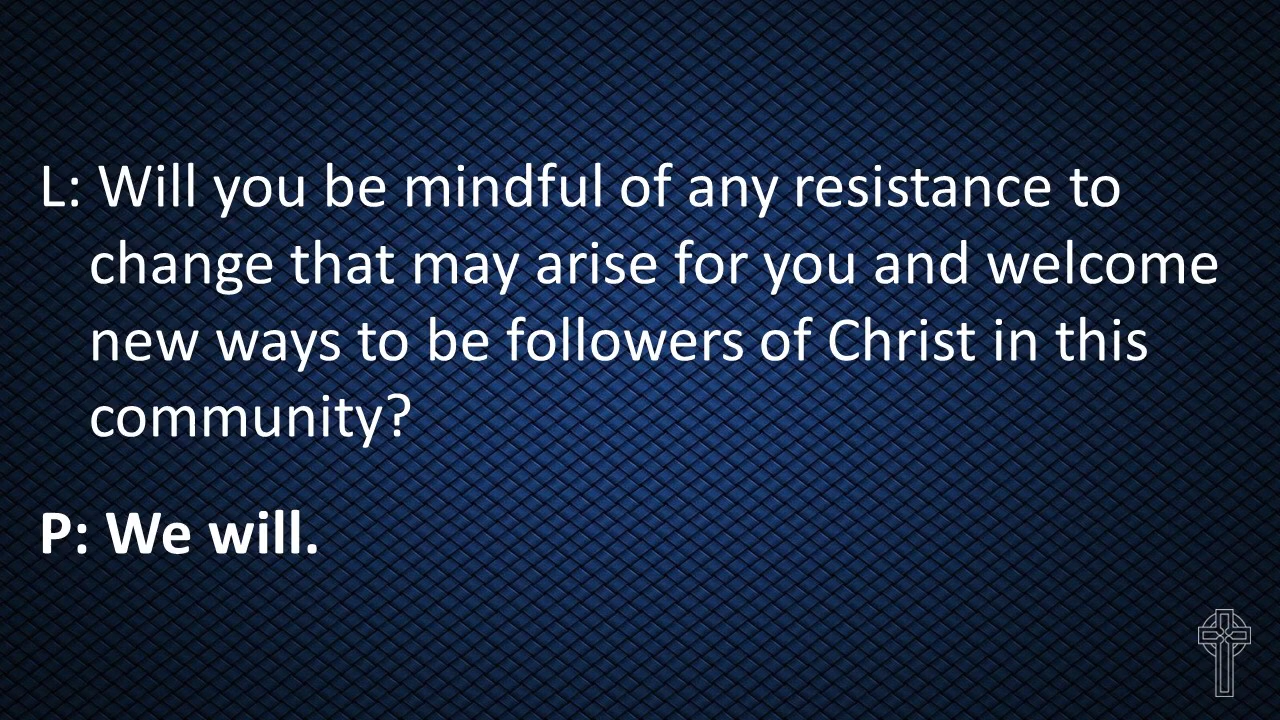 L: Will you be mindful of any resistance to
change that may arise for you and welcome
new ways to be followers of Christ in this
community?
P: We will.